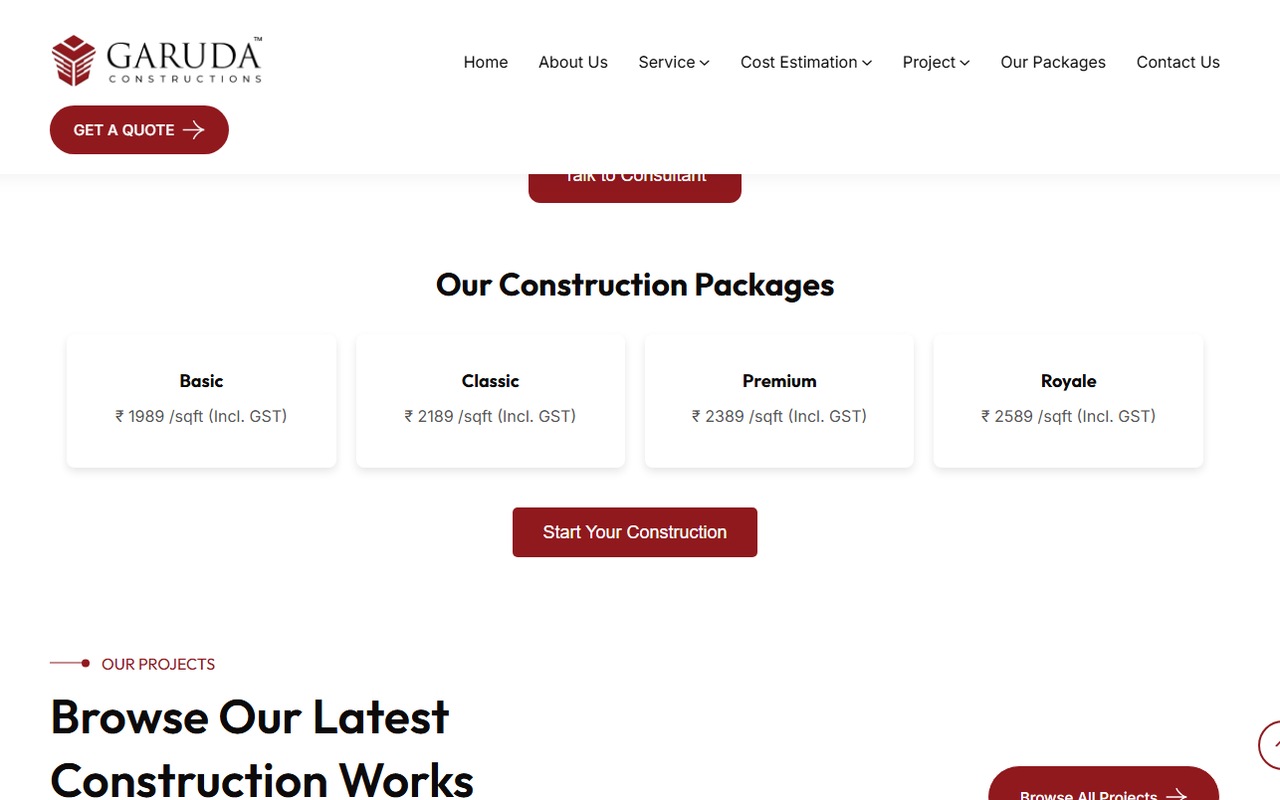 GARUDA™
CONSTRUCTIONS
Home
About Us
Service
Cost Estimation
Project
Our Packages
Contact Us
GET A QUOTE
Talk to Consultant
Our Construction Packages
Basic
₹ 1989 /sqft (Incl. GST)
Classic
₹ 2189 /sqft (Incl. GST)
Premium
₹ 2389 /sqft (Incl. GST)
Royale
₹ 2589 /sqft (Incl. GST)
Start Your Construction
OUR PROJECTS
Browse Our Latest
Construction Works
Browse All Projects